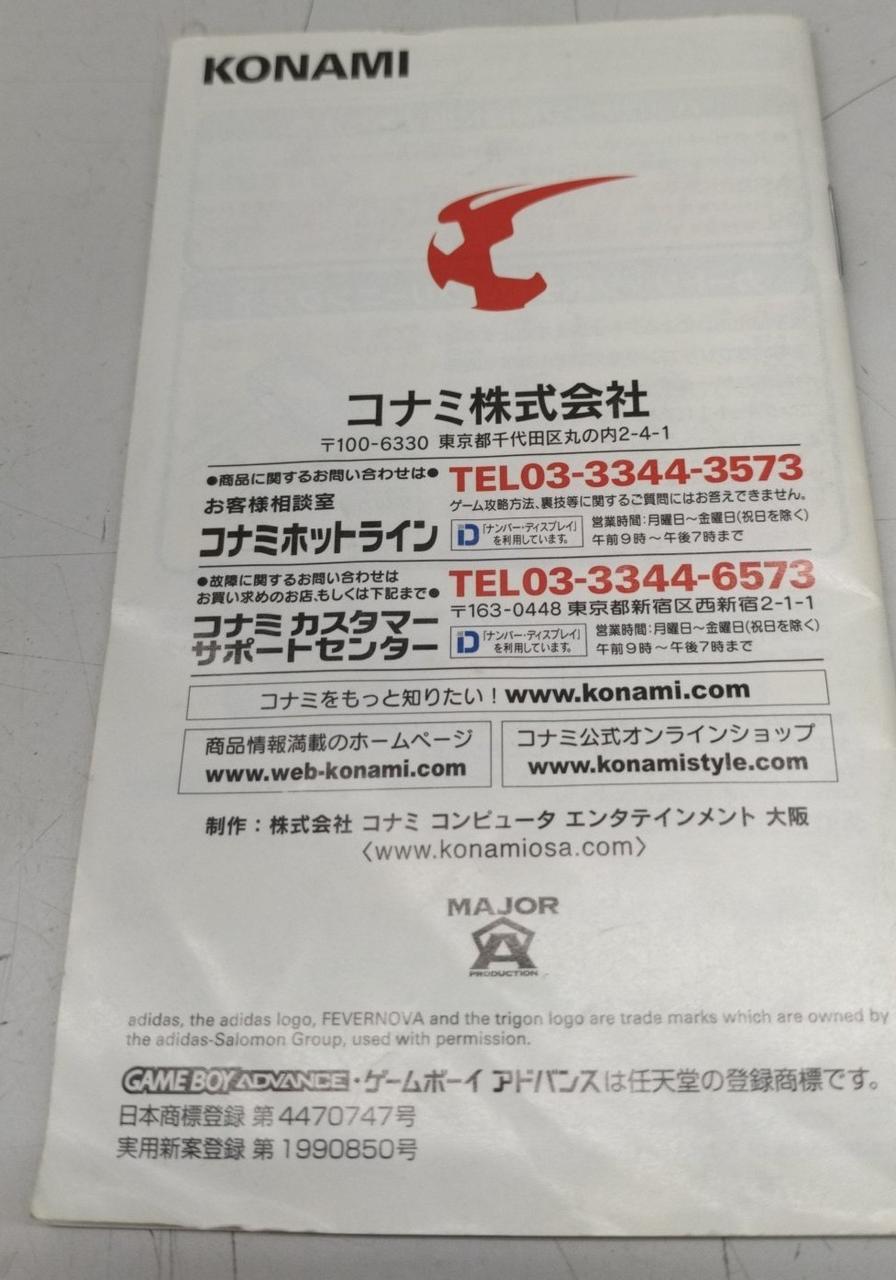 KONAMI
コナミ株式会社
〒100-6330 東京都千代田区丸の内2-4-1
●商品に関するお問い合わせは●
お客様相談室
コナミホットライン
TEL03-3344-3573
ゲーム攻略方法、裏技等に関するご質問にはお答えできません。
D 「ナンバー・ディスプレイ」
を利用しています。
営業時間:月曜日～金曜日(祝日を除く)
午前9時～午後7時まで
●故障に関するお問い合わせは
お買い求めのお店、もしくは下記まで●
コナミ カスタマー
サポートセンター
TEL03-3344-6573
〒163-0448 東京都新宿区西新宿2-1-1
D 「ナンバー・ディスプレイ」
を利用しています。
営業時間:月曜日～金曜日(祝日を除く)
午前9時～午後7時まで
コナミをもっと知りたい!www.konami.com
商品情報満載のホームページ
www.web-konami.com
コナミ公式オンラインショップ
www.konamistyle.com
制作:株式会社 コナミ コンピュータ エンタテインメント 大阪
〈www.konamiosa.com〉
MAJOR
A
PRODUCTION
adidas, the adidas logo, FEVERNOVA and the trigon logo are trade marks which are owned by
the adidas-Salomon Group, used with permission.
GAME BOY ADVANCE・ゲームボーイ アドバンスは任天堂の登録商標です。
日本商標登録 第4470747号
実用新案登録 第1990850号